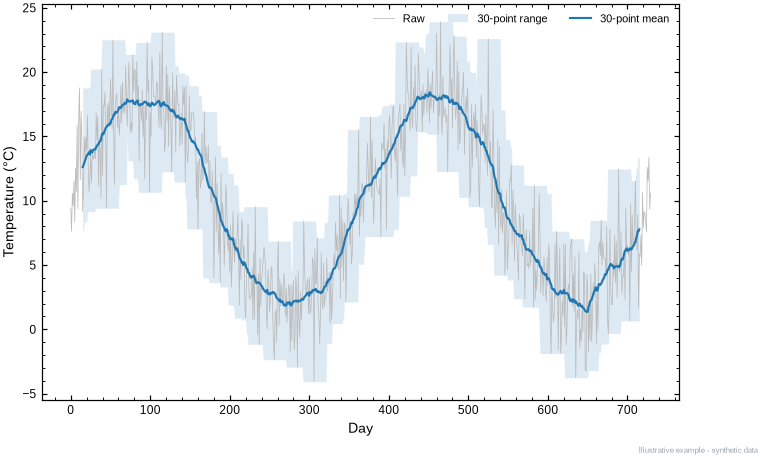 Raw 30-point range 30-point mean
25
20
15
10
5
0
−5
Temperature (°C)
0 100 200 300 400 500 600 700
Day
Illustrative example - synthetic data